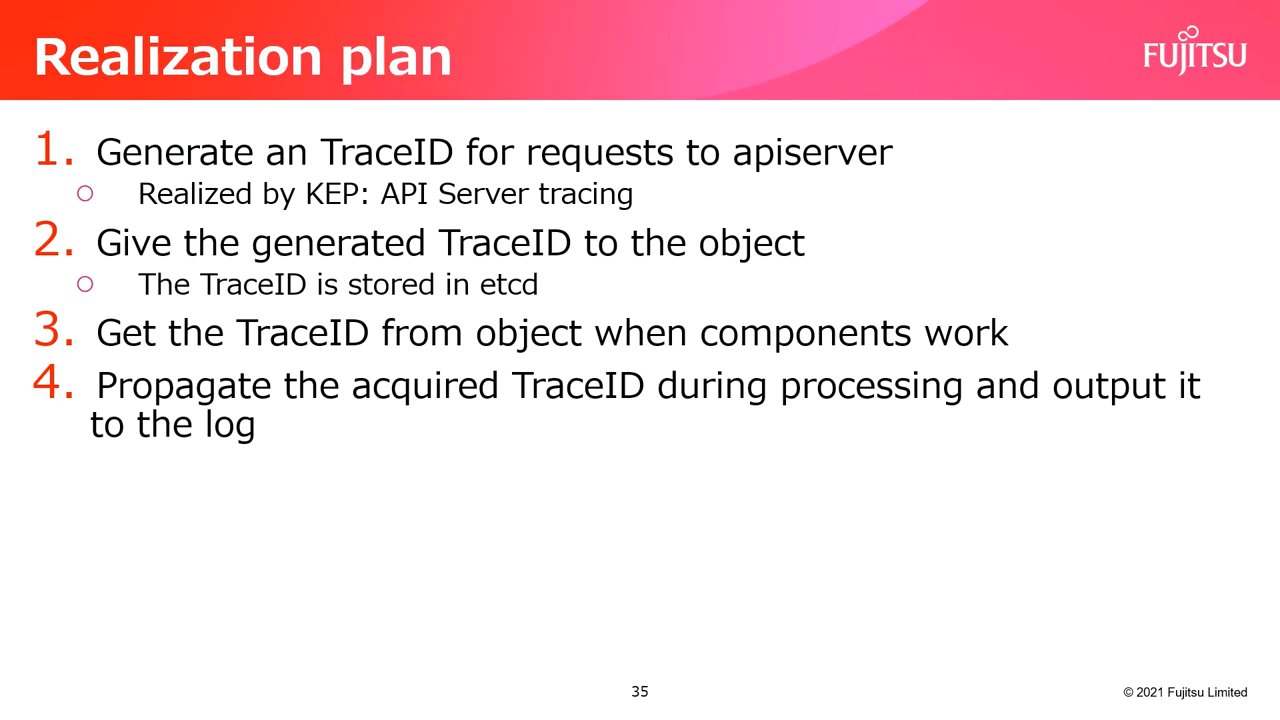 Realization plan
FUJITSU
1. Generate an TraceID for requests to apiserver
○ Realized by KEP: API Server tracing
2. Give the generated TraceID to the object
○ The TraceID is stored in etcd
3. Get the TraceID from object when components work
4. Propagate the acquired TraceID during processing and output it
to the log
35
© 2021 Fujitsu Limited